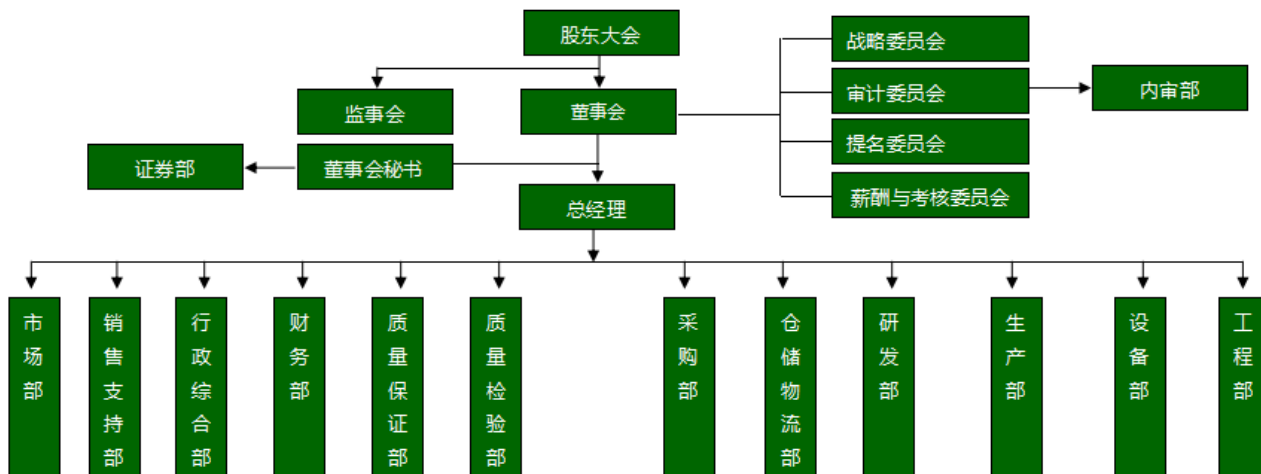 股东大会
战略委员会
监事会
董事会
审计委员会
内审部
提名委员会
证券部
董事会秘书
薪酬与考核委员会
总经理
市场部
销售支持部
行政综合部
财务部
质量保证部
质量检验部
采购部
仓储物流部
研发部
生产部
设备部
工程部